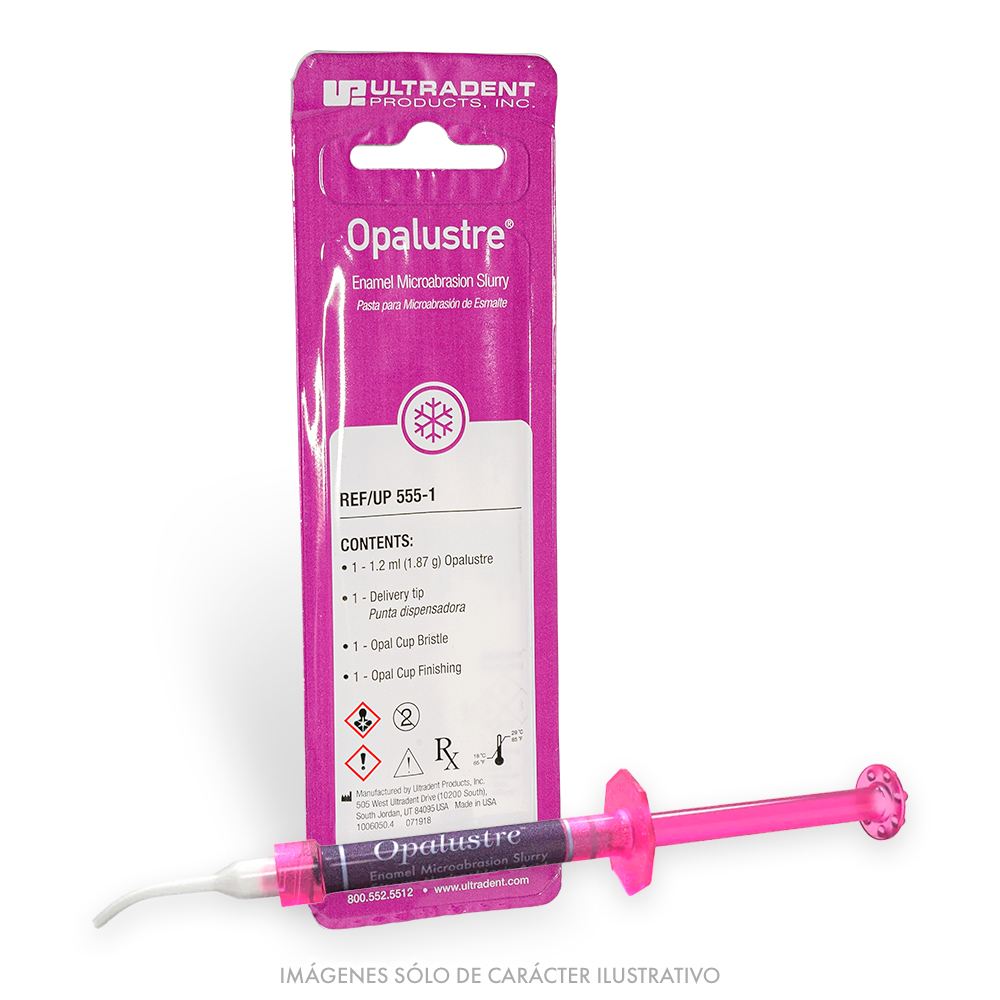 UP ULTRADENT
PRODUCTS, INC.
Opalustre®
Enamel Microabrasion Slurry
Pasta para Microabrasión de Esmalte
REF/UP 555-1
CONTENTS:
• 1 - 1.2 ml (1.87 g) Opalustre
• 1 - Delivery tip
Punta dispensadora
• 1 - Opal Cup Bristle
• 1 - Opal Cup Finishing
2
! ! Rx 18 °C 65 °F 29 °C 85 °F
Manufactured by Ultradent Products, Inc.
505 West Ultradent Drive (10200 South),
South Jordan, UT 84095 USA Made in USA
1006050.4 071918
Opalustre™
Enamel Microabrasion Slurry
800.552.5512 • www.ultradent.com
IMÁGENES SÓLO DE CARÁCTER ILUSTRATIVO